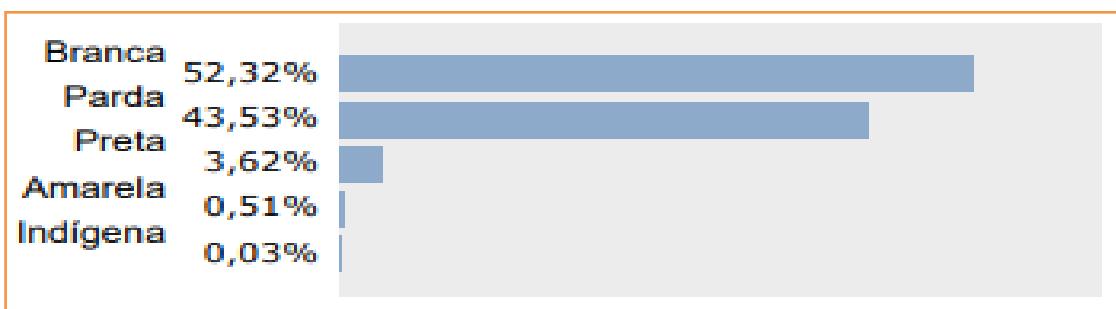 Branca 52,32%
Parda 43,53%
Preta 3,62%
Amarela 0,51%
Indígena 0,03%